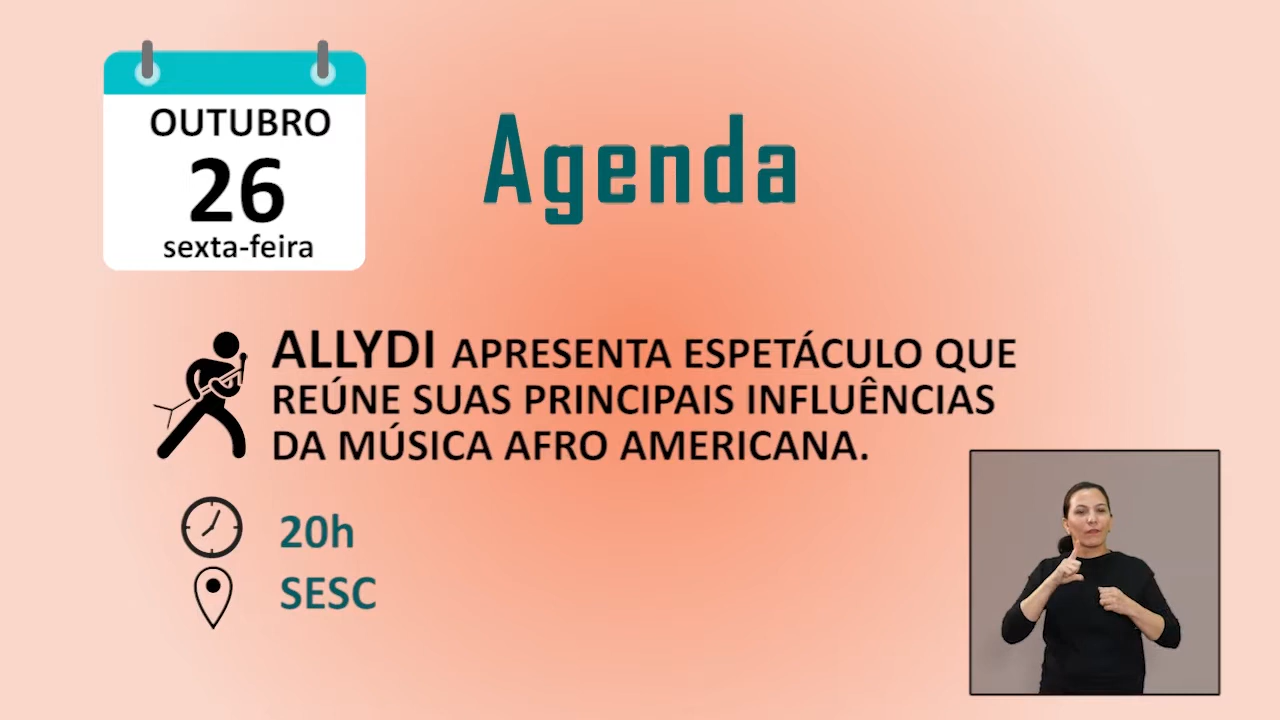 OUTUBRO
26
sexta-feira
Agenda
ALLYDI APRESENTA ESPETÁCULO QUE
REÚNE SUAS PRINCIPAIS INFLUÊNCIAS
DA MÚSICA AFRO AMERICANA.
20h
SESC